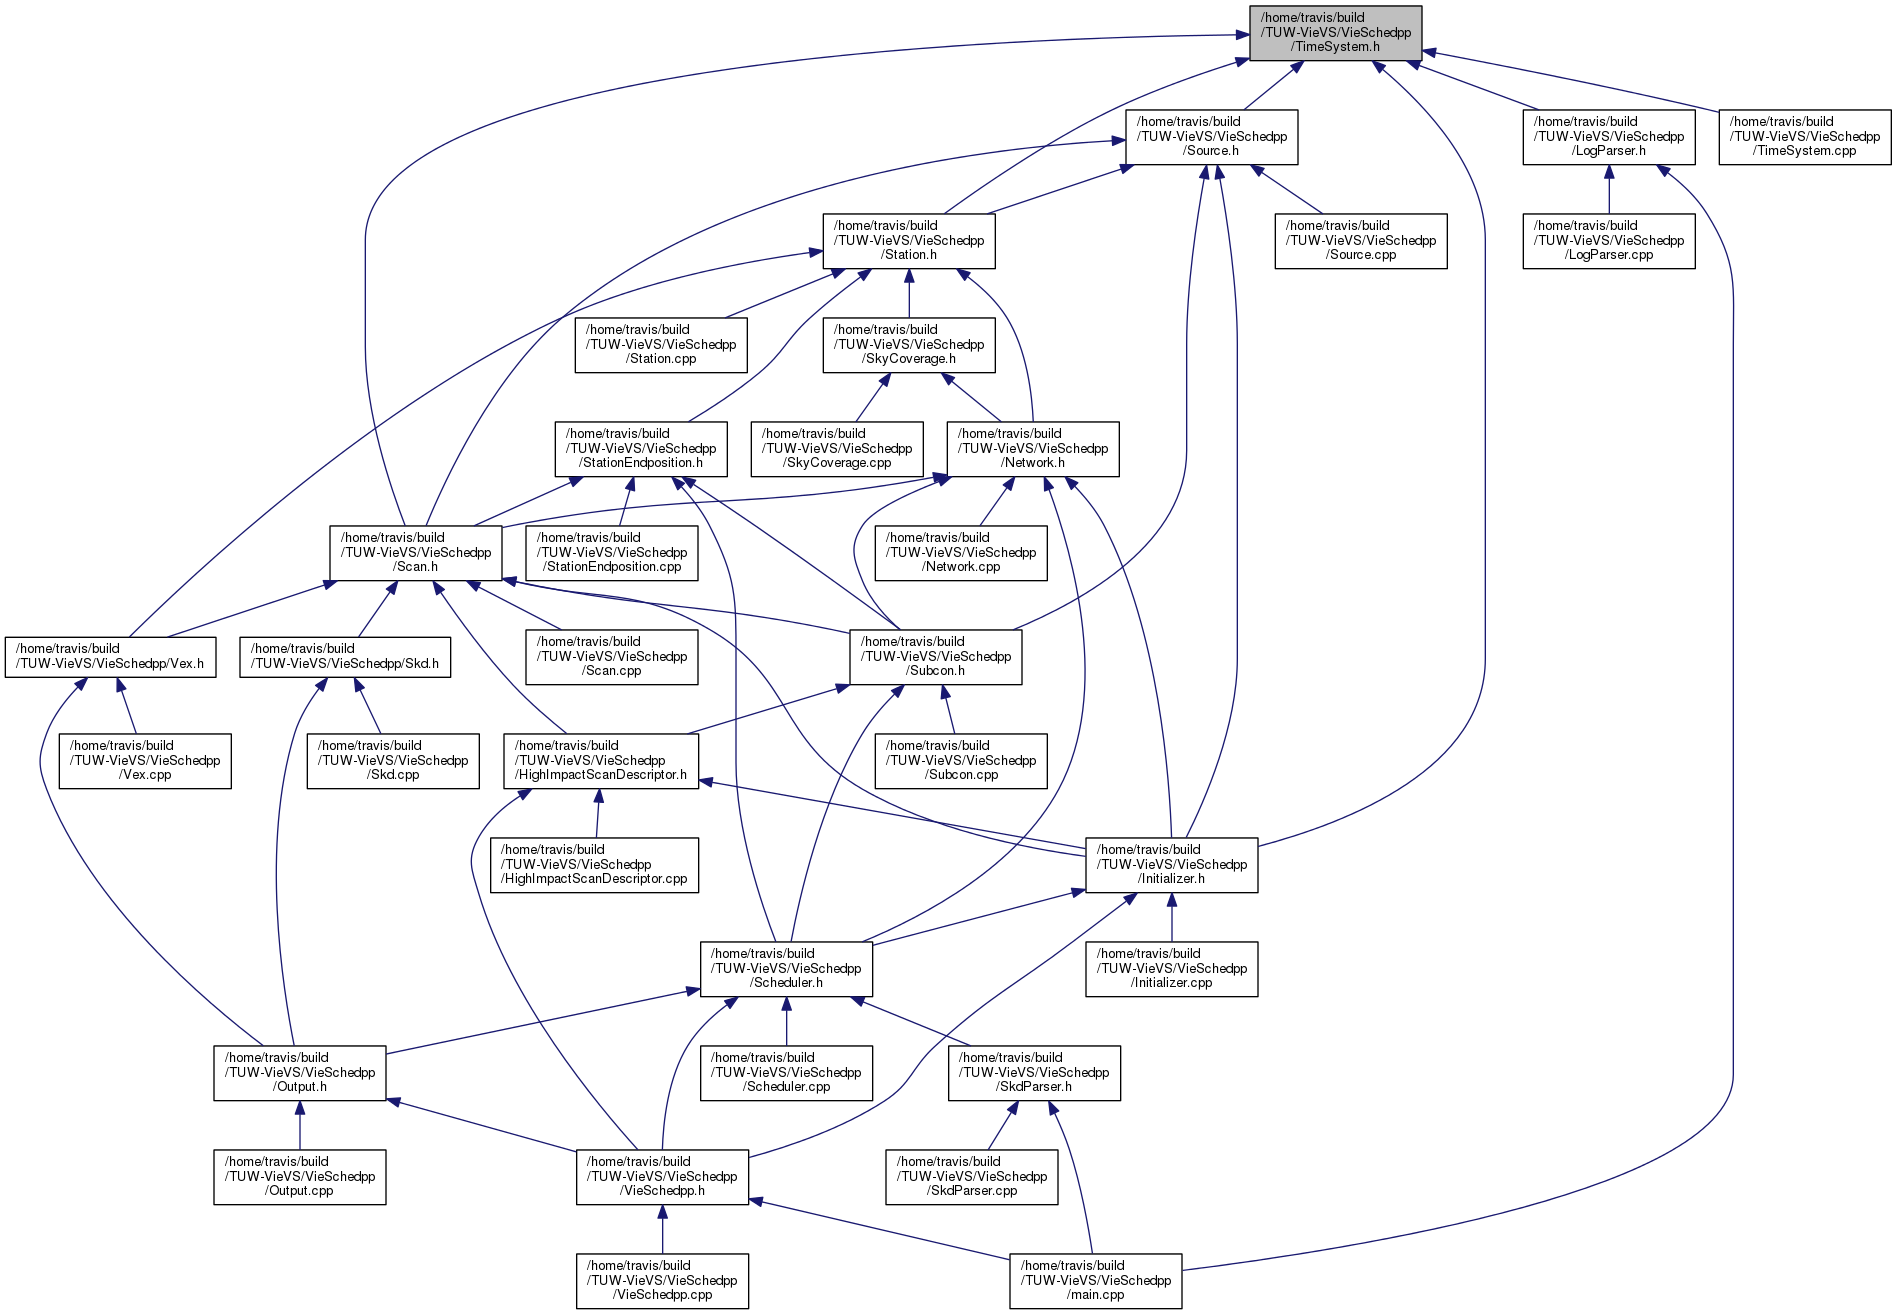 /home/travis/build
/TUW-VieVS/VieSchedpp
/TimeSystem.h
/home/travis/build
/TUW-VieVS/VieSchedpp
/Source.h
/home/travis/build
/TUW-VieVS/VieSchedpp
/LogParser.h
/home/travis/build
/TUW-VieVS/VieSchedpp
/TimeSystem.cpp
/home/travis/build
/TUW-VieVS/VieSchedpp
/Station.h
/home/travis/build
/TUW-VieVS/VieSchedpp
/Source.cpp
/home/travis/build
/TUW-VieVS/VieSchedpp
/LogParser.cpp
/home/travis/build
/TUW-VieVS/VieSchedpp
/Station.cpp
/home/travis/build
/TUW-VieVS/VieSchedpp
/SkyCoverage.h
/home/travis/build
/TUW-VieVS/VieSchedpp
/StationEndposition.h
/home/travis/build
/TUW-VieVS/VieSchedpp
/SkyCoverage.cpp
/home/travis/build
/TUW-VieVS/VieSchedpp
/Network.h
/home/travis/build
/TUW-VieVS/VieSchedpp
/Scan.h
/home/travis/build
/TUW-VieVS/VieSchedpp
/StationEndposition.cpp
/home/travis/build
/TUW-VieVS/VieSchedpp
/Network.cpp
/home/travis/build
/TUW-VieVS/VieSchedpp/Vex.h
/home/travis/build
/TUW-VieVS/VieSchedpp/Skd.h
/home/travis/build
/TUW-VieVS/VieSchedpp
/Scan.cpp
/home/travis/build
/TUW-VieVS/VieSchedpp
/Subcon.h
/home/travis/build
/TUW-VieVS/VieSchedpp
/Vex.cpp
/home/travis/build
/TUW-VieVS/VieSchedpp
/Skd.cpp
/home/travis/build
/TUW-VieVS/VieSchedpp
/HighImpactScanDescriptor.h
/home/travis/build
/TUW-VieVS/VieSchedpp
/Subcon.cpp
/home/travis/build
/TUW-VieVS/VieSchedpp
/HighImpactScanDescriptor.cpp
/home/travis/build
/TUW-VieVS/VieSchedpp
/Initializer.h
/home/travis/build
/TUW-VieVS/VieSchedpp
/Scheduler.h
/home/travis/build
/TUW-VieVS/VieSchedpp
/Initializer.cpp
/home/travis/build
/TUW-VieVS/VieSchedpp
/Output.h
/home/travis/build
/TUW-VieVS/VieSchedpp
/Scheduler.cpp
/home/travis/build
/TUW-VieVS/VieSchedpp
/SkdParser.h
/home/travis/build
/TUW-VieVS/VieSchedpp
/Output.cpp
/home/travis/build
/TUW-VieVS/VieSchedpp
/VieSchedpp.h
/home/travis/build
/TUW-VieVS/VieSchedpp
/SkdParser.cpp
/home/travis/build
/TUW-VieVS/VieSchedpp
/VieSchedpp.cpp
/home/travis/build
/TUW-VieVS/VieSchedpp
/main.cpp